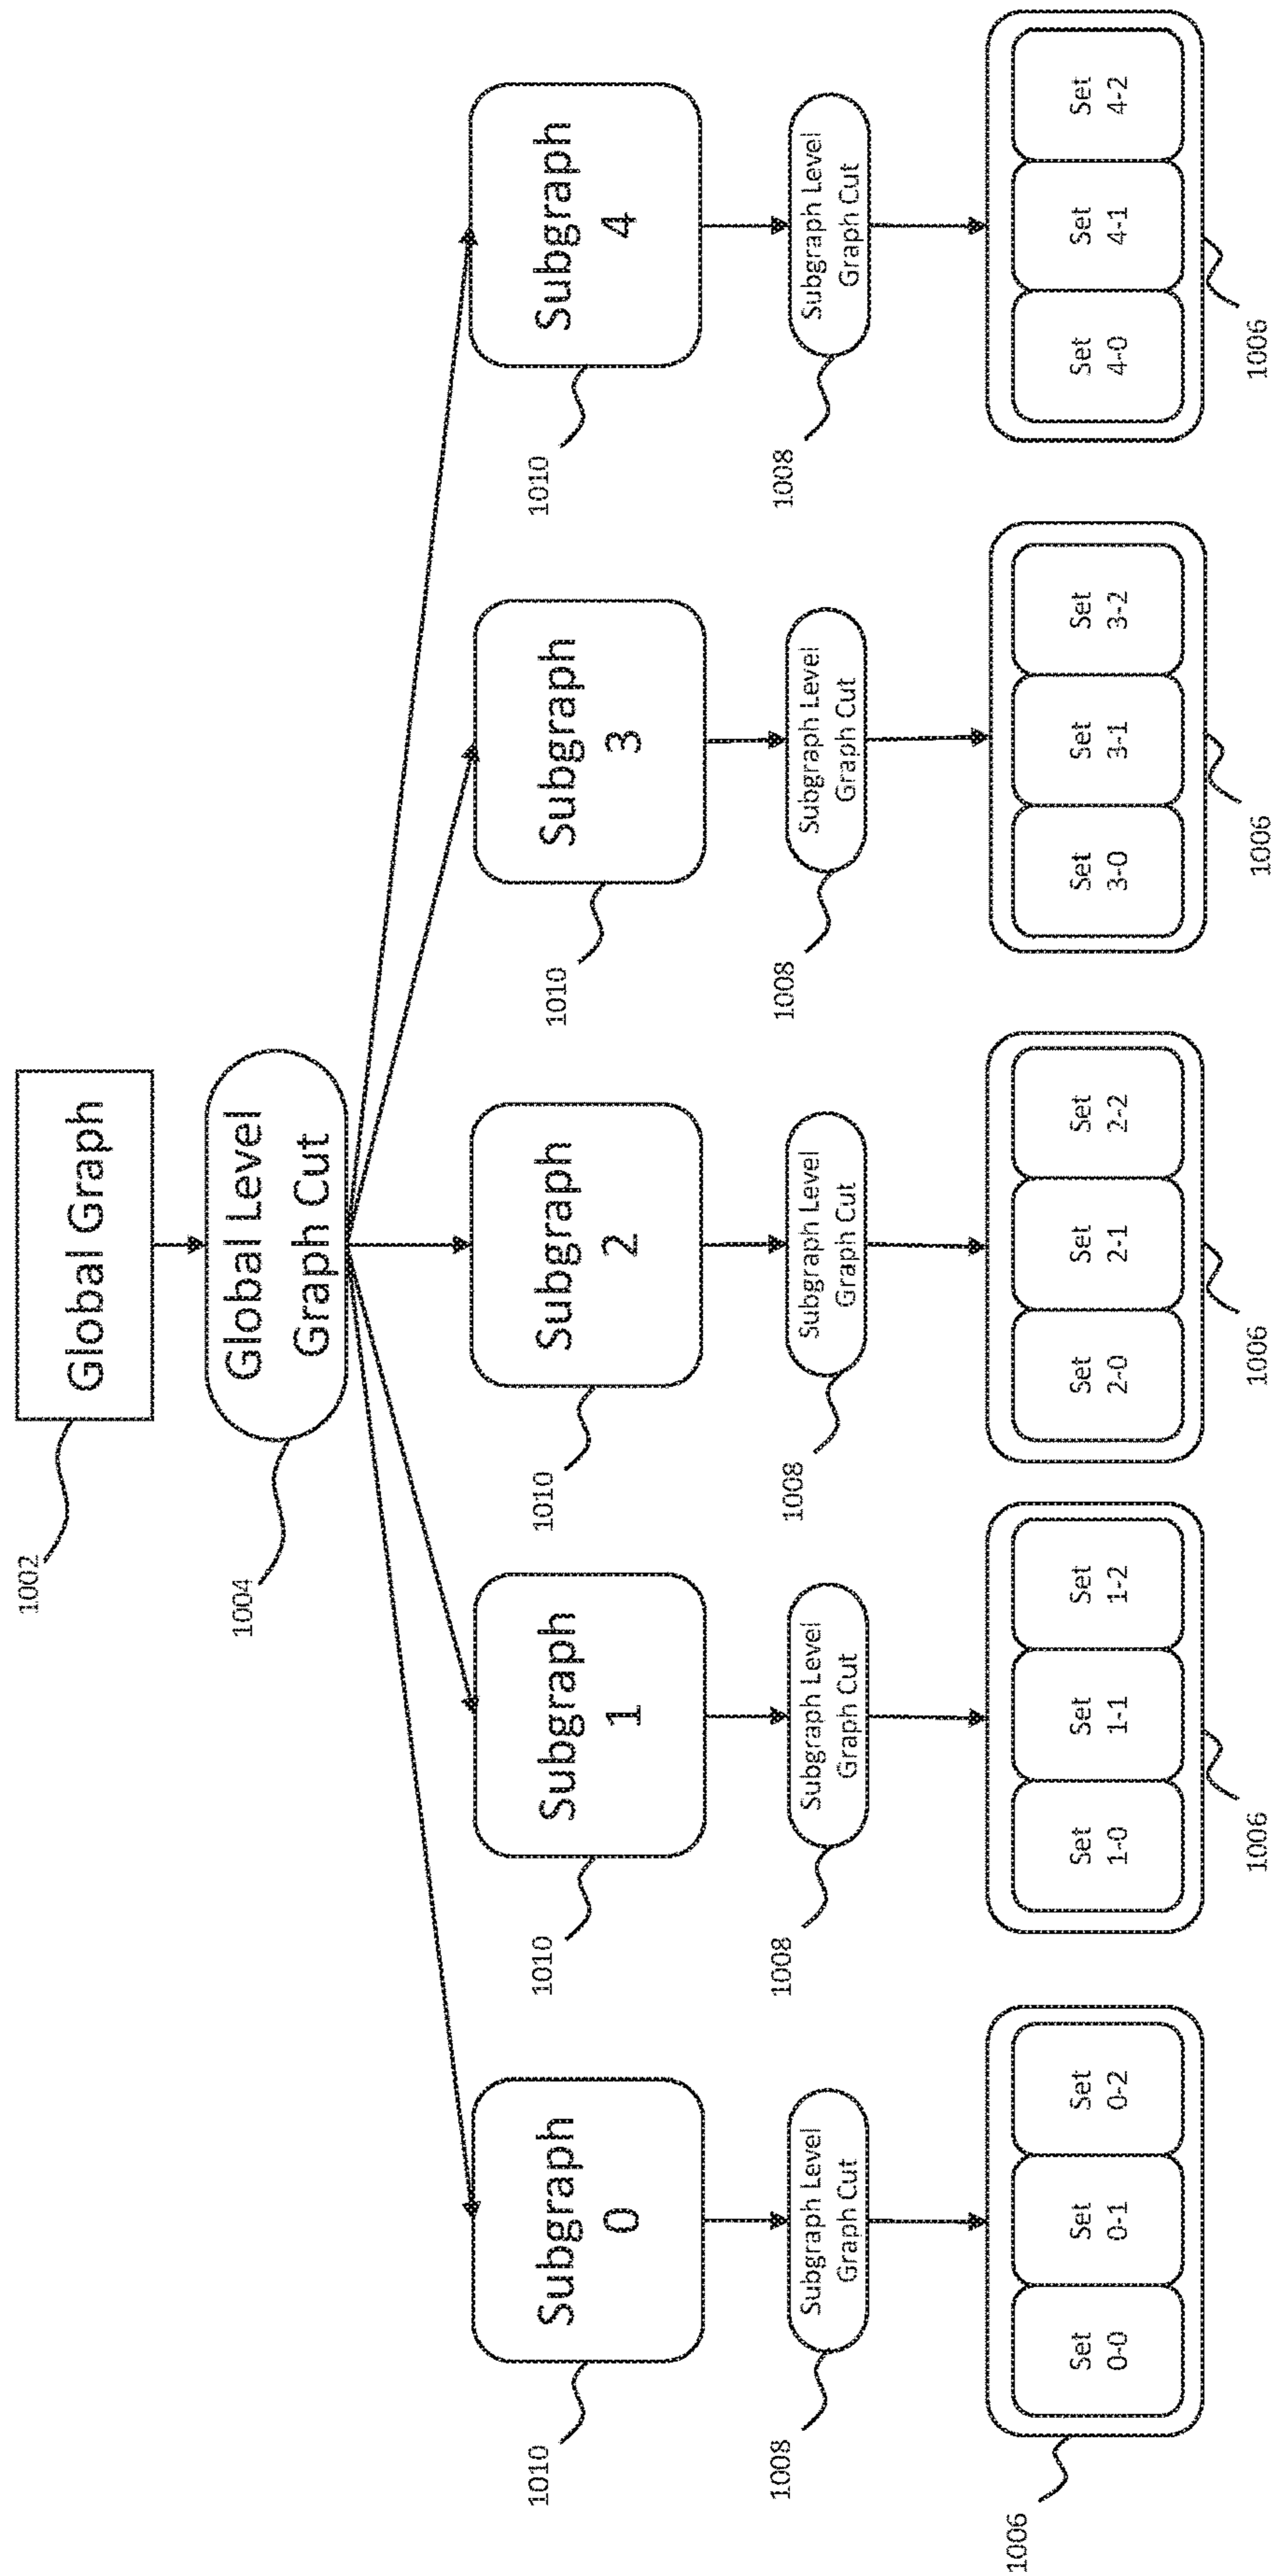 Global Graph
1002
Global Level
Graph Cut
1004
Subgraph
0
1010
Subgraph
1
1010
Subgraph
2
1010
Subgraph
3
1010
Subgraph
4
1010
Subgraph Level
Graph Cut
1008
Subgraph Level
Graph Cut
1008
Subgraph Level
Graph Cut
1008
Subgraph Level
Graph Cut
1008
Subgraph Level
Graph Cut
1008
Set
0-0
Set
0-1
Set
0-2
1006
Set
1-0
Set
1-1
Set
1-2
1006
Set
2-0
Set
2-1
Set
2-2
1006
Set
3-0
Set
3-1
Set
3-2
1006
Set
4-0
Set
4-1
Set
4-2
1006